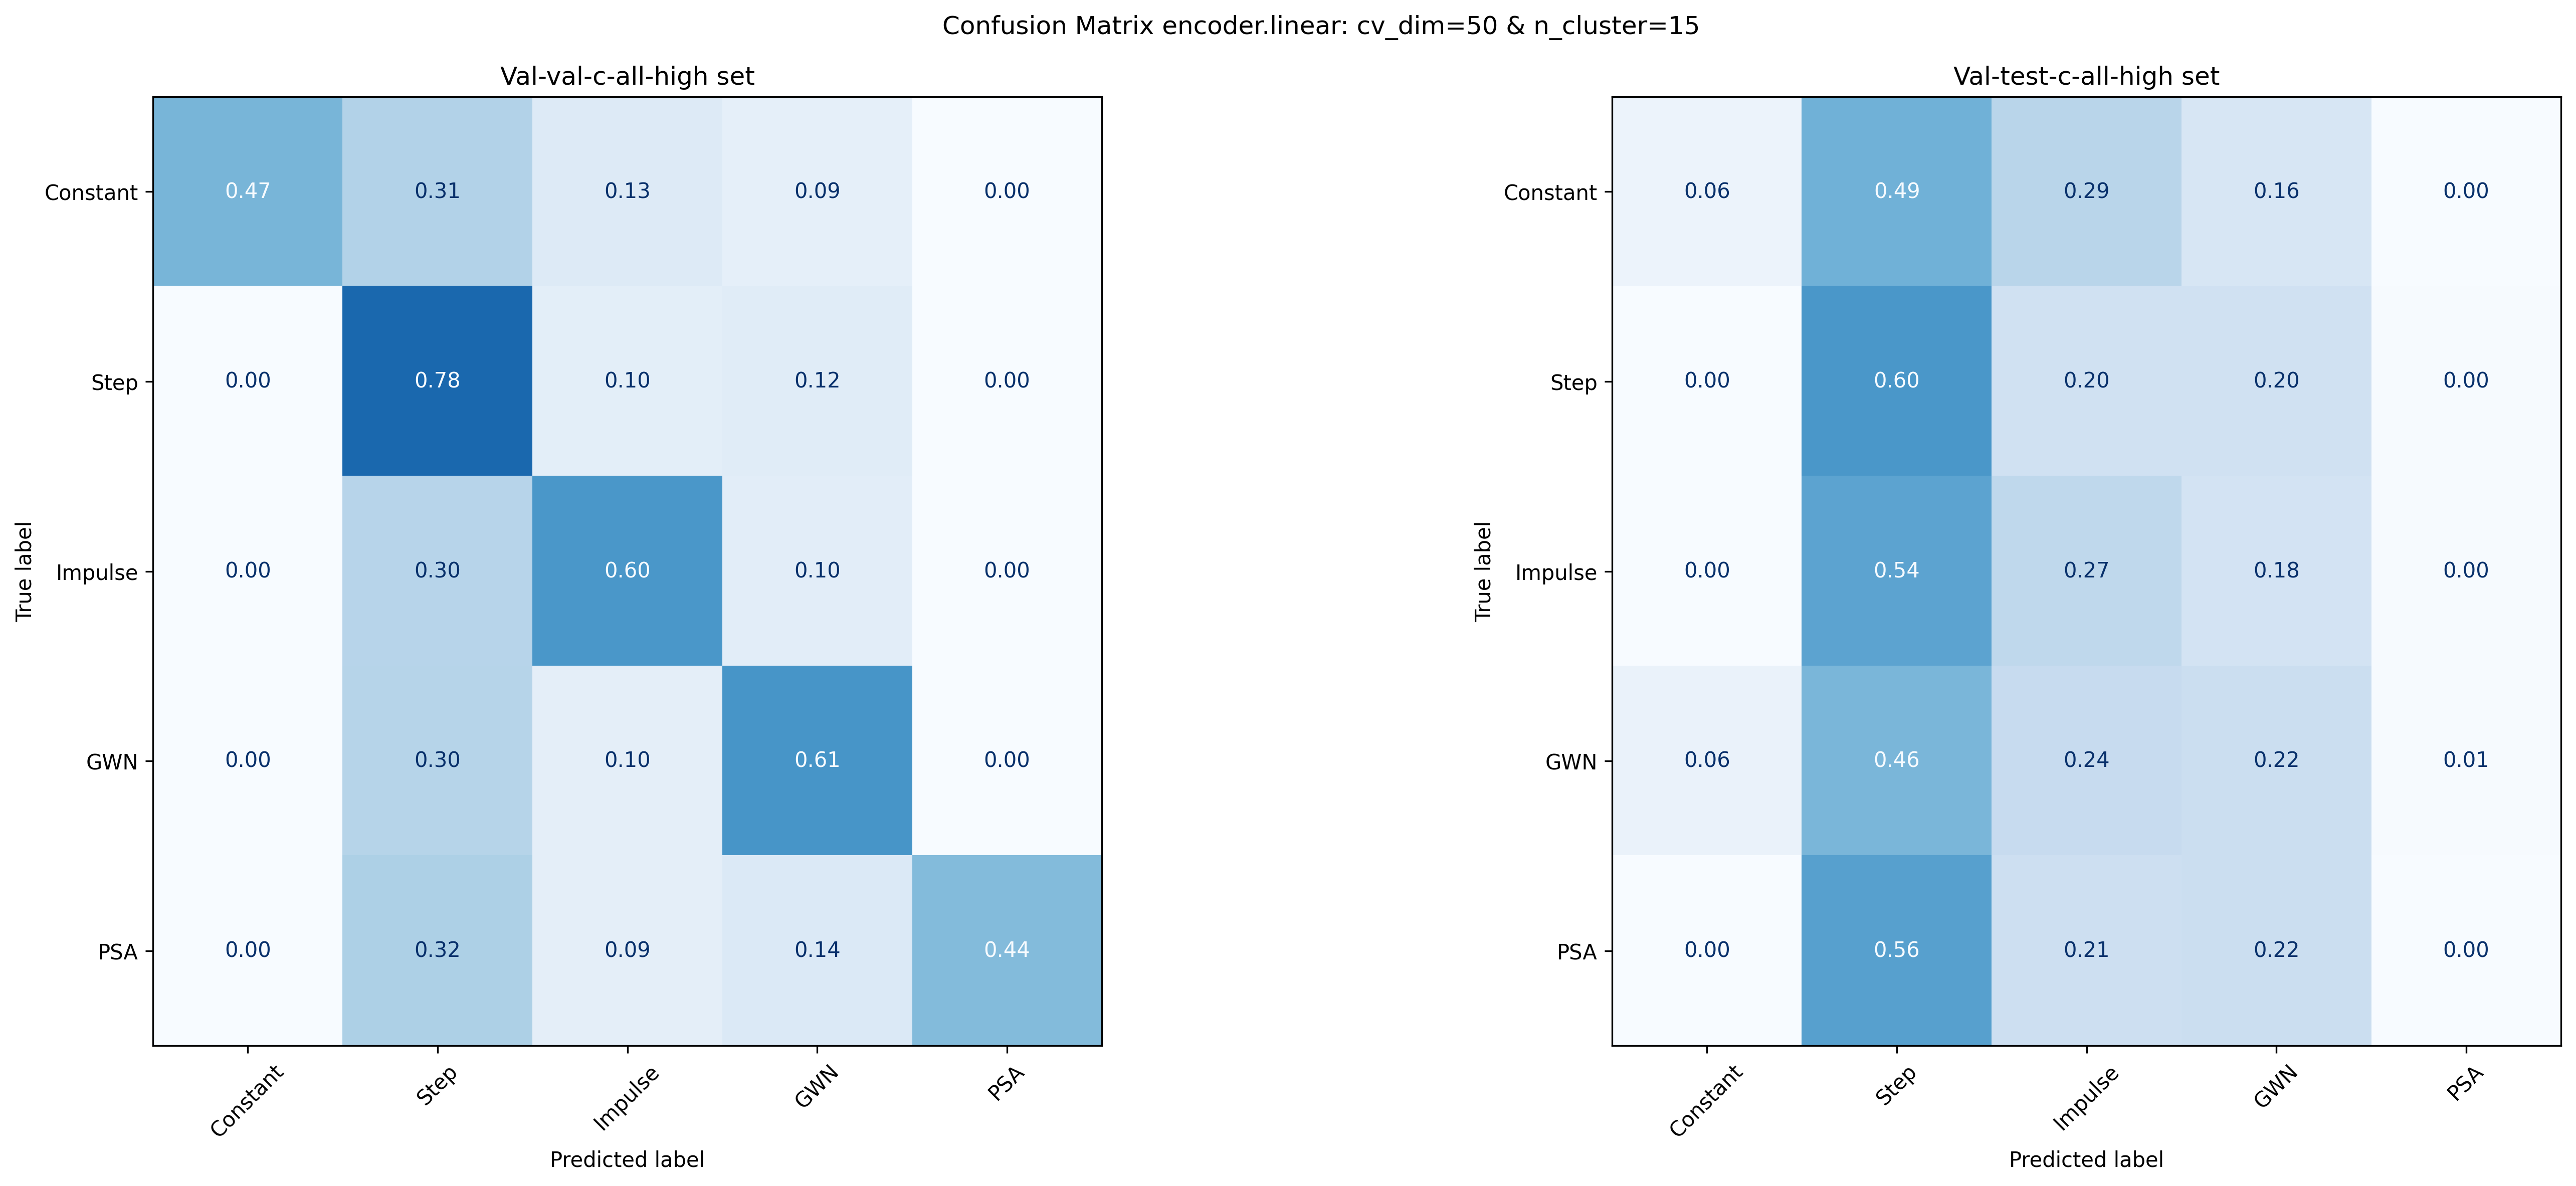 Confusion Matrix encoder.linear: cv_dim=50 & n_cluster=15
Val-val-c-all-high set
True label
Constant 0.47 0.31 0.13 0.09 0.00
Step 0.00 0.78 0.10 0.12 0.00
Impulse 0.00 0.30 0.60 0.10 0.00
GWN 0.00 0.30 0.10 0.61 0.00
PSA 0.00 0.32 0.09 0.14 0.44
Constant Step Impulse GWN PSA
Predicted label
Val-test-c-all-high set
True label
Constant 0.06 0.49 0.29 0.16 0.00
Step 0.00 0.60 0.20 0.20 0.00
Impulse 0.00 0.54 0.27 0.18 0.00
GWN 0.06 0.46 0.24 0.22 0.01
PSA 0.00 0.56 0.21 0.22 0.00
Constant Step Impulse GWN PSA
Predicted label